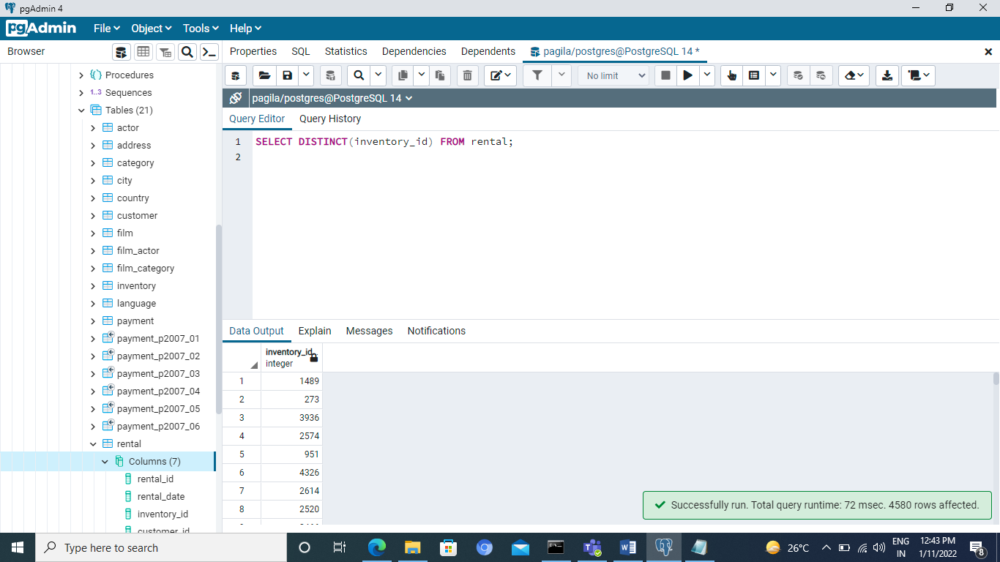 pgAdmin 4
pgAdmin File Object Tools Help
Browser
Properties SQL Statistics Dependencies Dependents pagila/postgres@PostgreSQL 14 *
No limit
pagila/postgres@PostgreSQL 14
Query Editor Query History
1 SELECT DISTINCT(inventory_id) FROM rental;
2
Procedures
1..3 Sequences
Tables (21)
actor
address
category
city
country
customer
film
film_actor
film_category
inventory
language
payment
payment_p2007_01
payment_p2007_02
payment_p2007_03
payment_p2007_04
payment_p2007_05
payment_p2007_06
rental
Columns (7)
rental_id
rental_date
inventory_id
customer_id
Data Output Explain Messages Notifications
inventory_id
integer
1 1489
2 273
3 3936
4 2574
5 951
6 4326
7 2614
8 2520
Successfully run. Total query runtime: 72 msec. 4580 rows affected.
Type here to search
26°C
ENG
IN
12:43 PM
1/11/2022
8